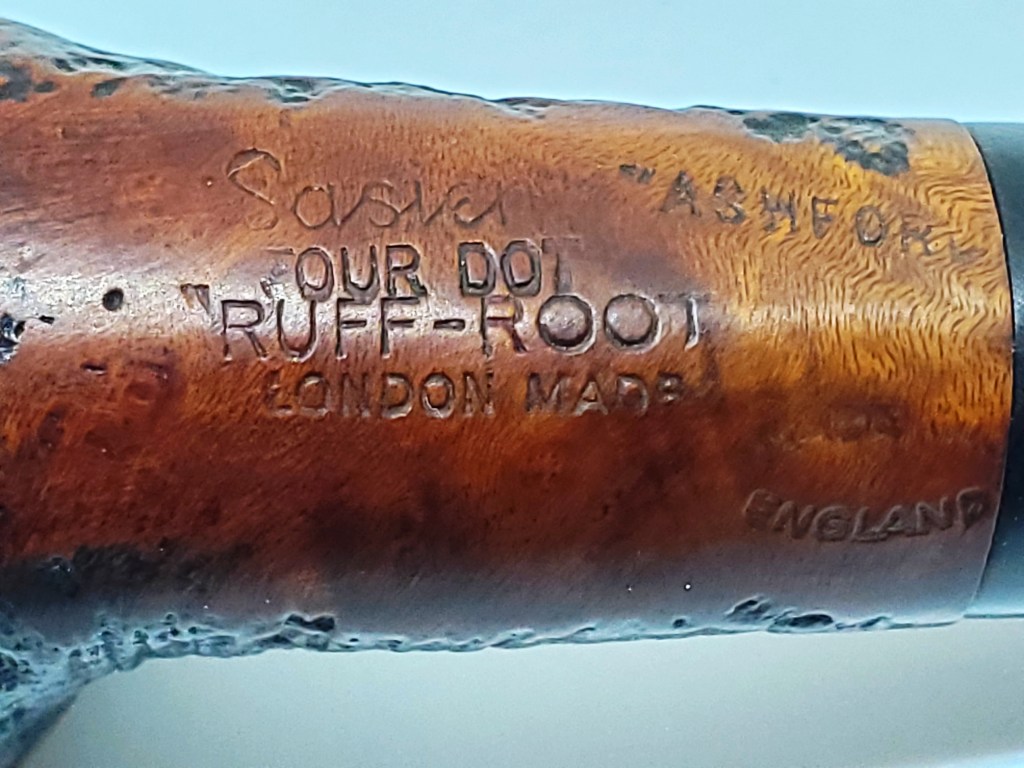 Sasieni
"ASHFORD
FOUR DOT
"RUFF-ROOT
LONDON MADE
ENGLAND